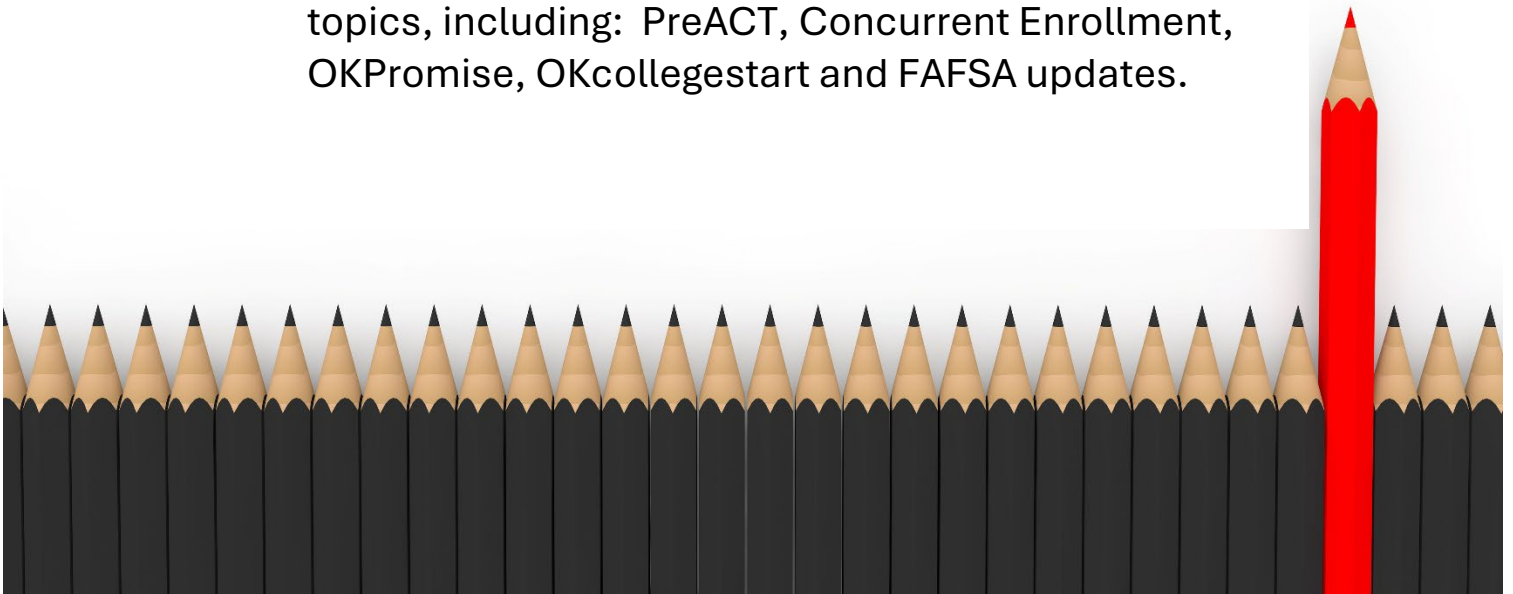 topics, including: PreACT, Concurrent Enrollment,
OKPromise, OKcollegestart and FAFSA updates.